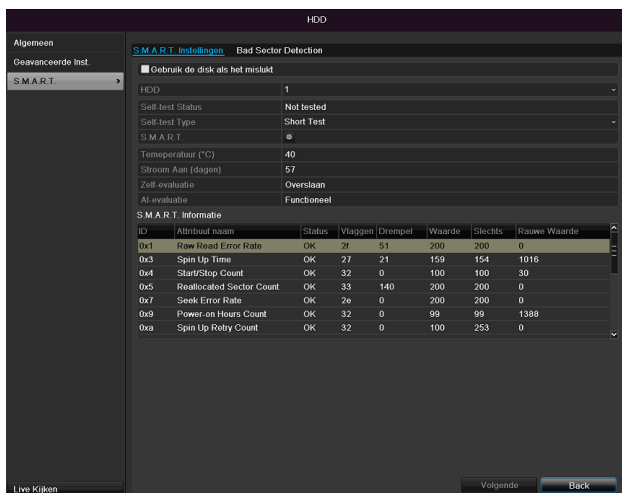 HDD
Algemeen
Geavanceerde Inst.
S.M.A.R.T.
S.M.A.R.T. Instellingen Bad Sector Detection
Gebruik de disk als het mislukt
HDD 1
Self-test Status Not tested
Self-test Type Short Test
S.M.A.R.T.
Temeporatuur (°C) 40
Stroom Aan (dagen) 57
Zelf-evaluatie Overslaan
Al-evaluatie Functioneel
S.M.A.R.T. Informatie
ID Attribuut naam Status Vlaggen Drempel Waarde Slechts Rauwe Waarde
0x1 Raw Read Error Rate OK 2f 51 200 200 0
0x3 Spin Up Time OK 27 21 159 154 1016
0x4 Start/Stop Count OK 32 0 100 100 30
0x5 Reallocated Sector Count OK 33 140 200 200 0
0x7 Seek Error Rate OK 2e 0 200 200 0
0x9 Power-on Hours Count OK 32 0 99 99 1388
0xa Spin Up Retry Count OK 32 0 100 253 0
Live Kijken Volgende Back